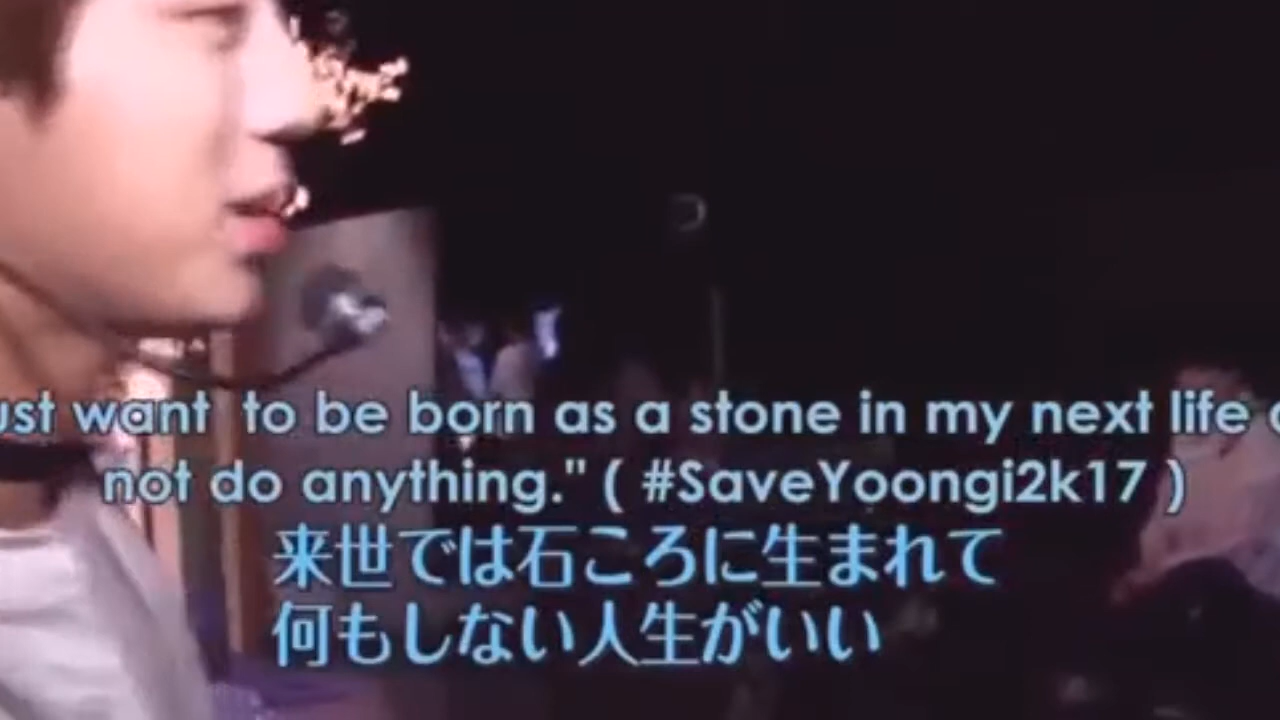 want to be born as a stone in my next life
not do anything." ( #SaveYoongi2k17 )
来世では石ころに生まれて
何もしない人生がいい